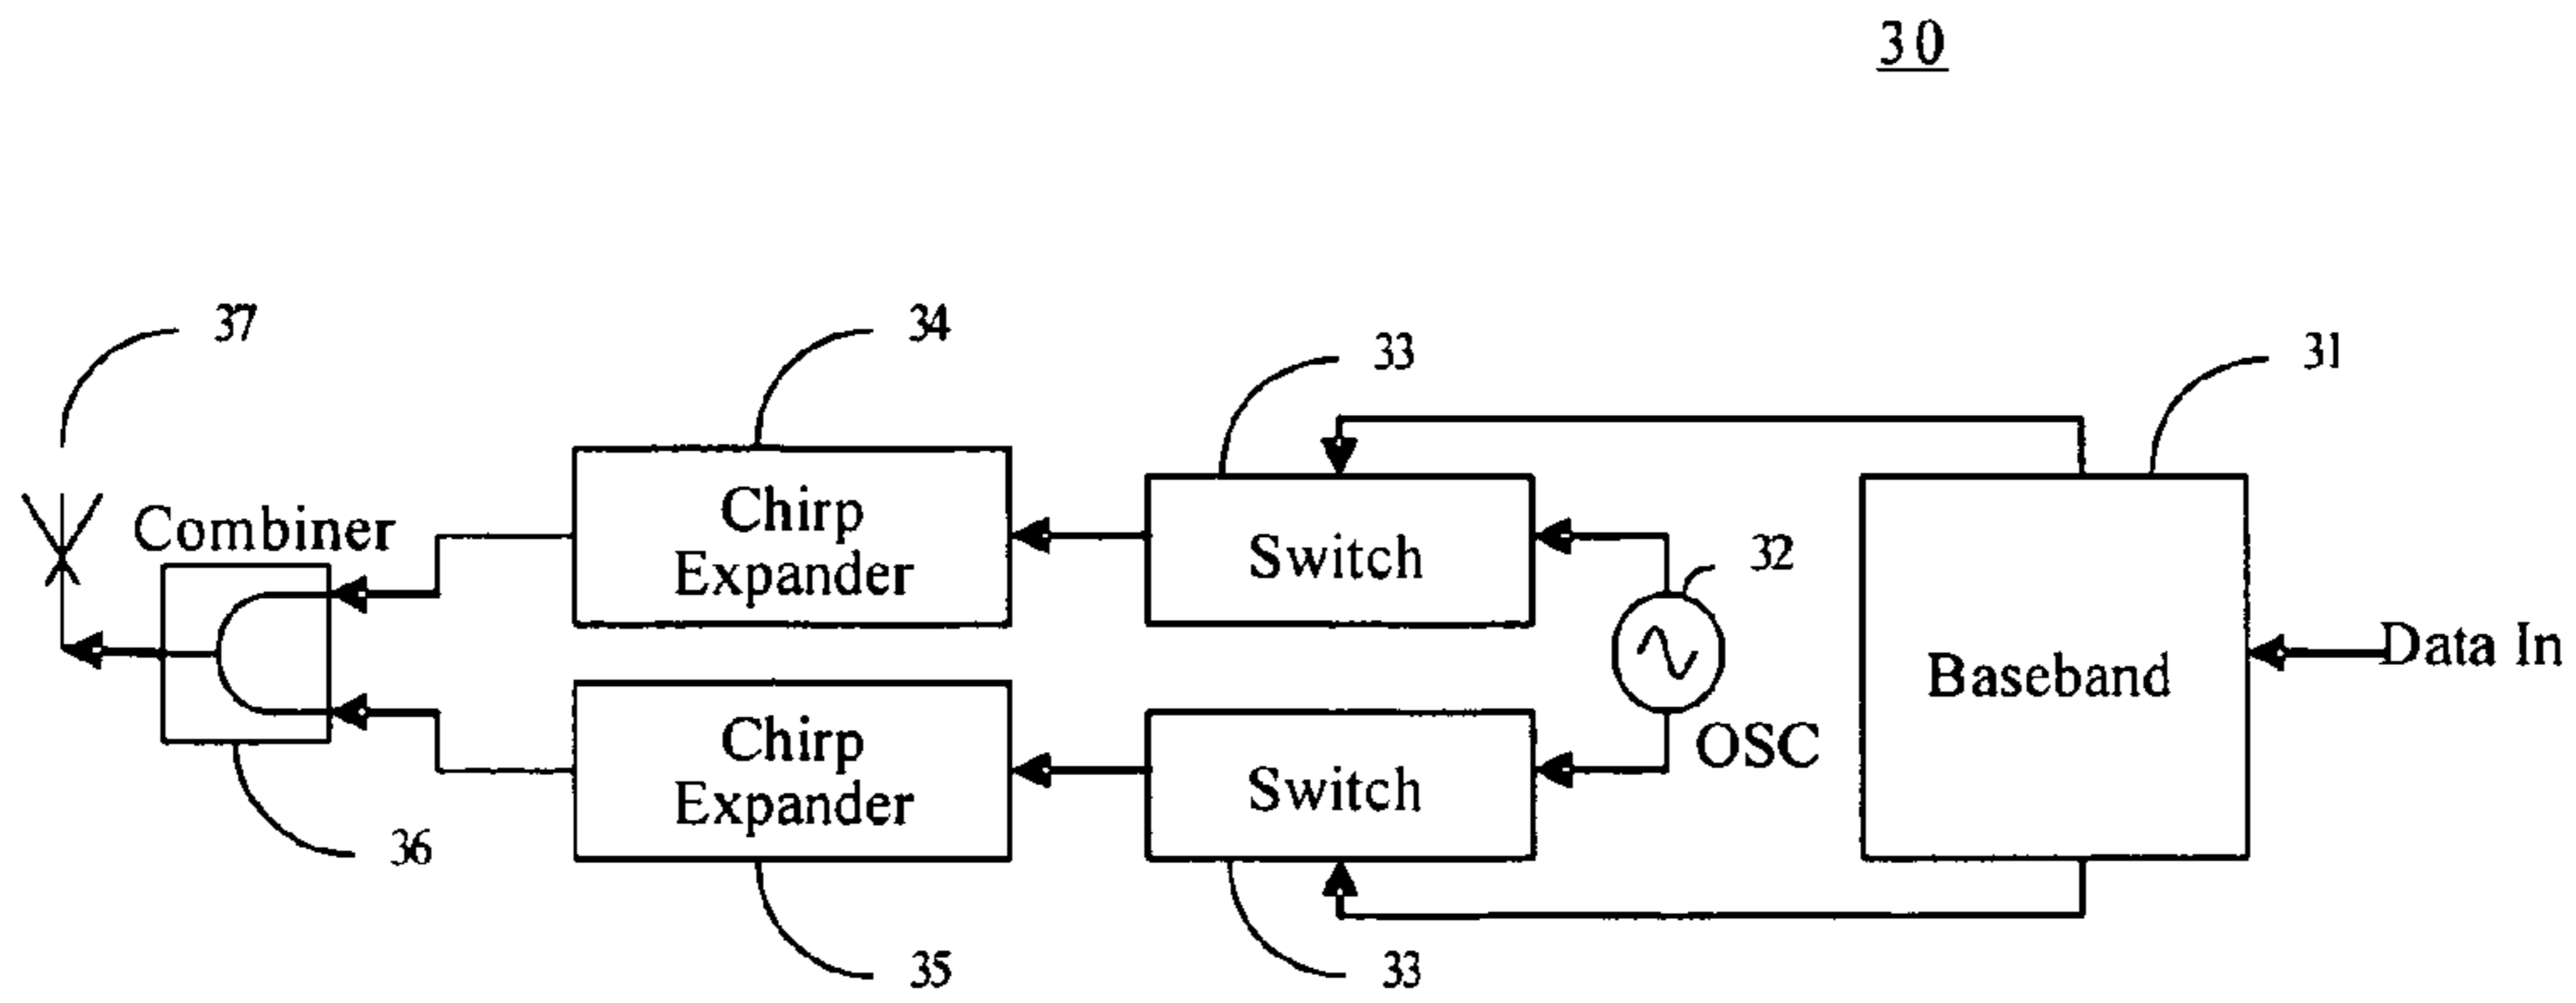 30
37
34
33
31
Combiner
Chirp
Expander
Switch
32
Data In
Baseband
OSC
Chirp
Expander
Switch
36
35
33